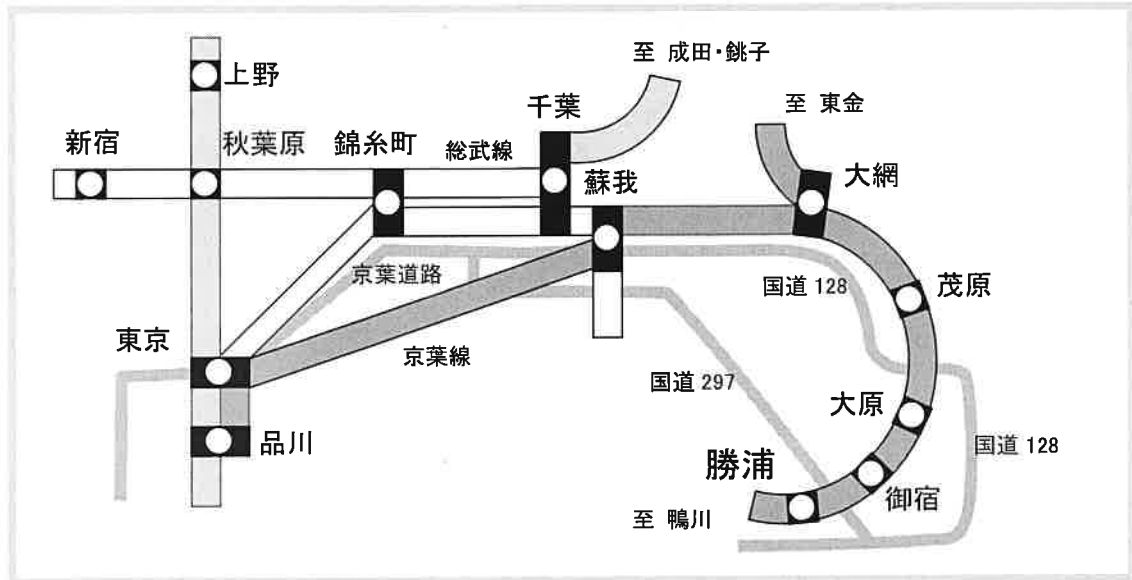 至 成田・銚子
上野
千葉
至 東金
新宿
秋葉原
錦糸町
総武線
蘇我
大網
京葉道路
国道 128
茂原
東京
京葉線
国道 297
大原
品川
勝浦
国道 128
御宿
至 鴨川